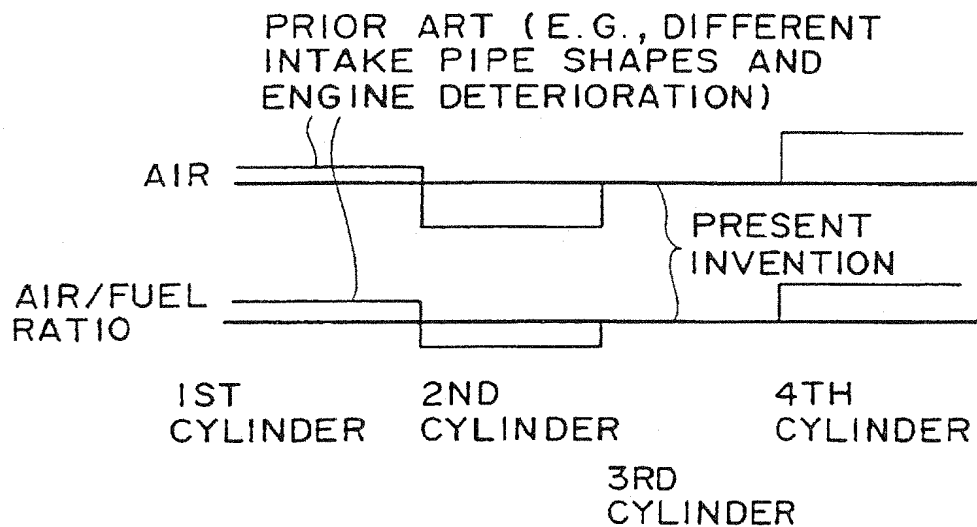 PRIOR ART (E.G., DIFFERENT
INTAKE PIPE SHAPES AND
ENGINE DETERIORATION)
AIR
PRESENT
INVENTION
AIR/FUEL
RATIO
1ST
CYLINDER
2ND
CYLINDER
3RD
CYLINDER
4TH
CYLINDER